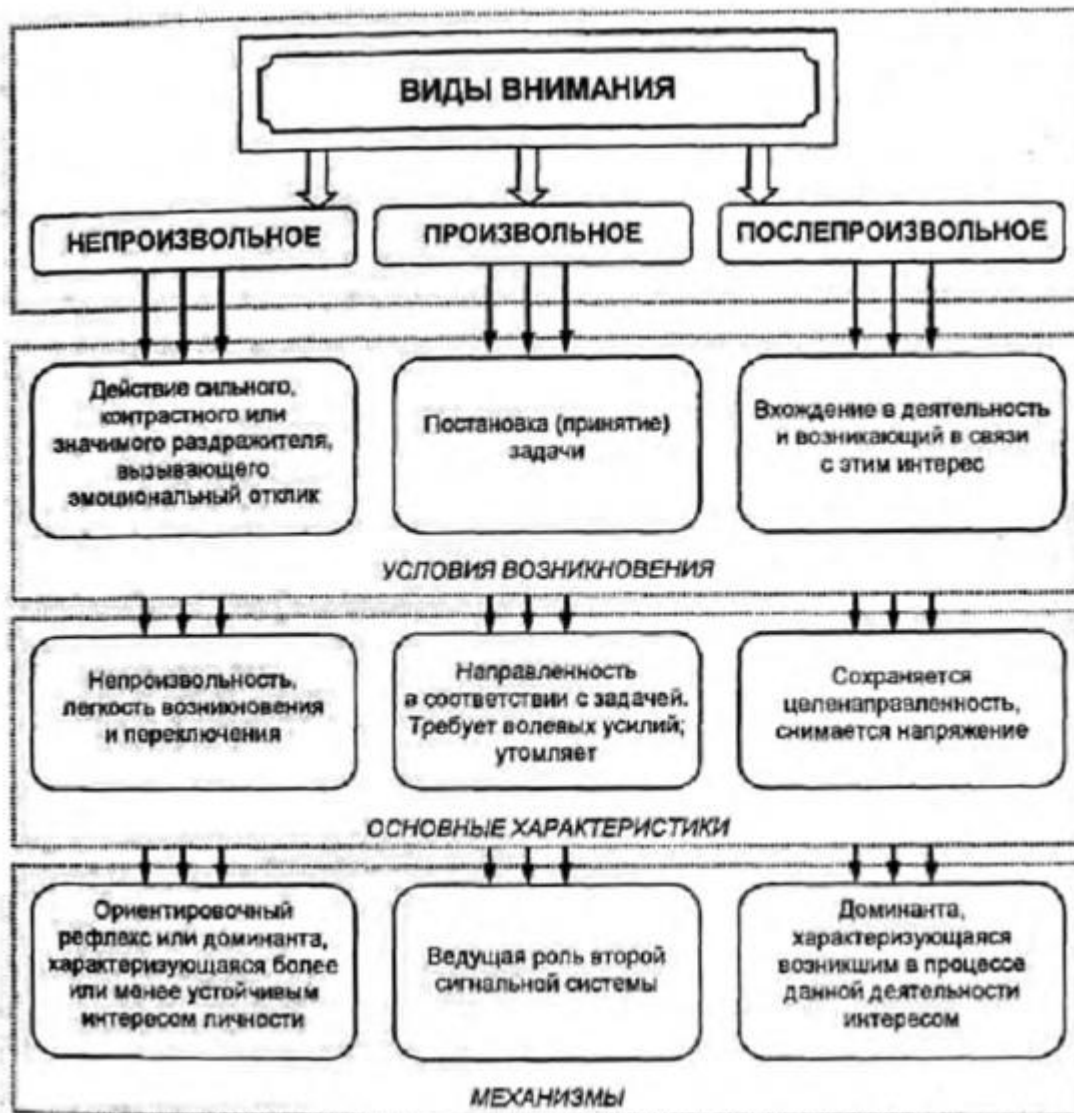 ВИДЫ ВНИМАНИЯ
НЕПРОИЗВОЛЬНОЕ
ПРОИЗВОЛЬНОЕ
ПОСЛЕПРОИЗВОЛЬНОЕ
Действие сильного,
контрастного или
значимого раздражителя,
вызывающего
эмоциональный отклик
Постановка (принятие)
задачи
Вхождение в деятельность
и возникающий в связи
с этим интерес
УСЛОВИЯ ВОЗНИКНОВЕНИЯ
Непроизвольность,
легкость возникновения
и переключения
Направленность
в соответствии с задачей.
Требует волевых усилий;
утомляет
Сохраняется
целенаправленность,
снимается напряжение
ОСНОВНЫЕ ХАРАКТЕРИСТИКИ
Ориентировочный
рефлекс или доминанта,
характеризующаяся более
или менее устойчивым
интересом личности
Ведущая роль второй
сигнальной системы
Доминанта,
характеризующаяся
возникшим в процессе
данной деятельности
интересом
МЕХАНИЗМЫ